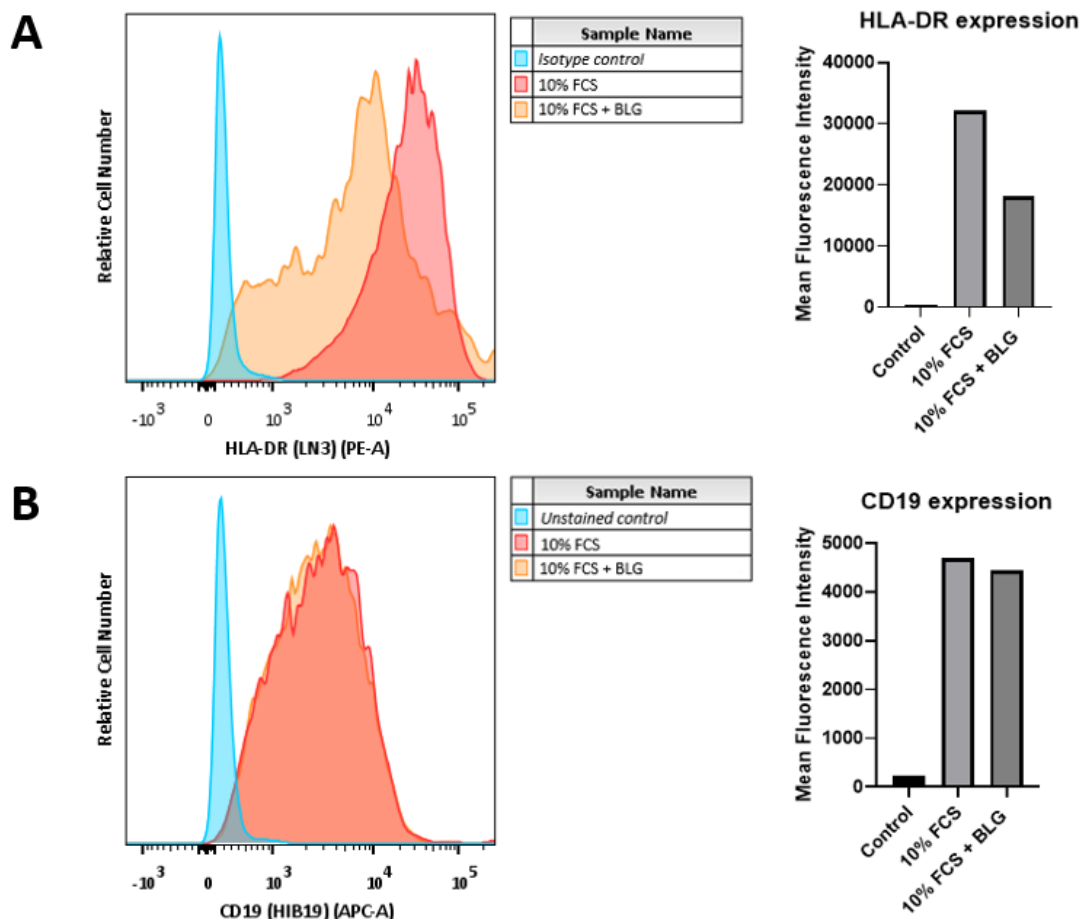 A
Relative Cell Number
-10³ 0 10³ 10⁴ 10⁵
HLA-DR (LN3) (PE-A)
Sample Name
Isotype control
10% FCS
10% FCS + BLG
HLA-DR expression
Mean Fluorescence Intensity
40000
30000
20000
10000
0
Control
10% FCS
10% FCS + BLG
B
Relative Cell Number
-10³ 0 10³ 10⁴ 10⁵
CD19 (HIB19) (APC-A)
Sample Name
Unstained control
10% FCS
10% FCS + BLG
CD19 expression
Mean Fluorescence Intensity
5000
4000
3000
2000
1000
0
Control
10% FCS
10% FCS + BLG